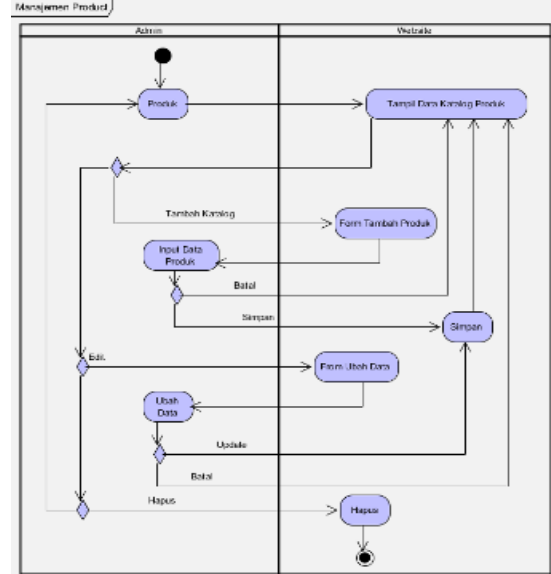 Manajemen Product
Admin
Website
Produk
Tampil Data Katalog Produk
Tambah Katalog
Form Tambah Produk
Input Data
Produk
Batal
Simpan
Simpan
Edit
From Ubah Data
Ubah
Data
Update
Batal
Hapus
Hapus